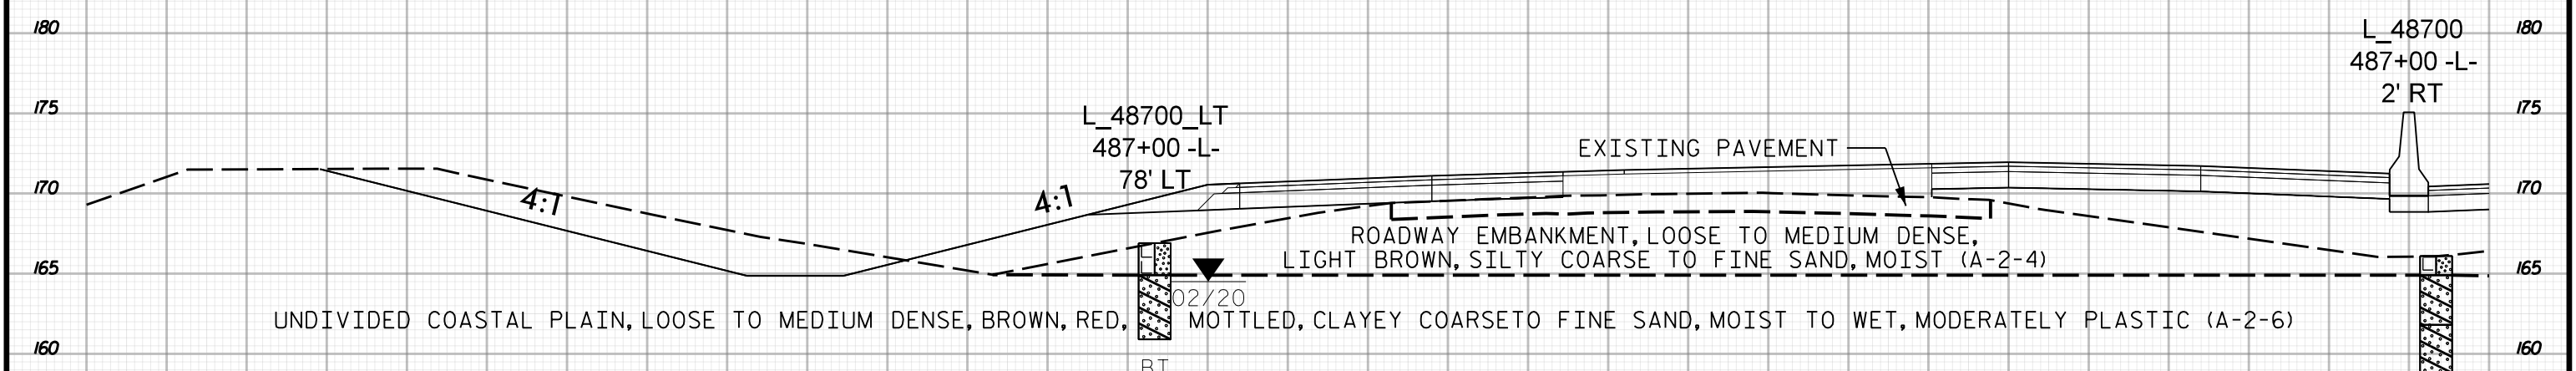 180
180
L_48700
487+00 -L-
2' RT
175
175
L_48700_LT
487+00 -L-
78' LT
EXISTING PAVEMENT
170
170
4:1
4:1
ROADWAY EMBANKMENT, LOOSE TO MEDIUM DENSE,
LIGHT BROWN, SILTY COARSE TO FINE SAND, MOIST (A-2-4)
165
165
L
L
02/20
UNDIVIDED COASTAL PLAIN, LOOSE TO MEDIUM DENSE, BROWN, RED, MOTTLED, CLAYEY COARSETO FINE SAND, MOIST TO WET, MODERATELY PLASTIC (A-2-6)
160
160